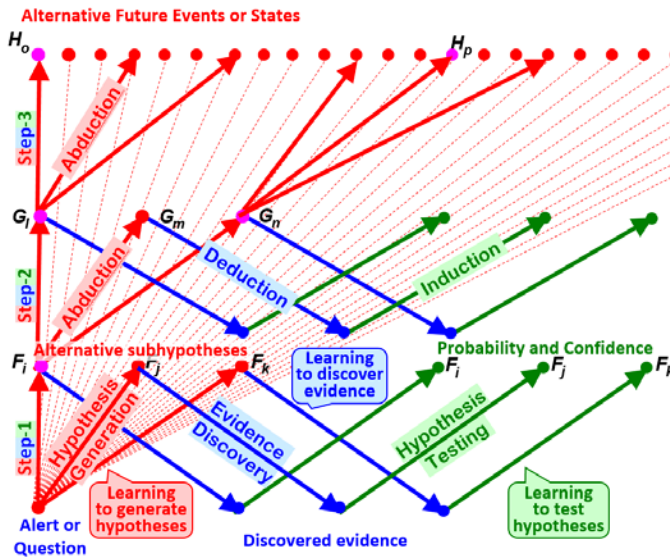 Alternative Future Events or States
Ho
Hp
Abduction
Step-3
Gl
Gm
Gn
Abduction
Deduction
Induction
Step-2
Alternative subhypotheses
Learning
to discover
evidence
Probability and Confidence
Fi
Fj
Fk
Fi
Fj
Fk
Step-1
Hypothesis
Generation
Evidence
Discovery
Hypothesis
Testing
Learning
to generate
hypotheses
Learning
to test
hypotheses
Alert or
Question
Discovered evidence